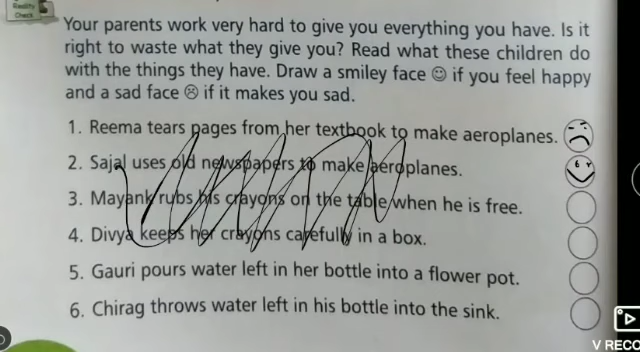 Reality
Check
Your parents work very hard to give you everything you have. Is it
right to waste what they give you? Read what these children do
with the things they have. Draw a smiley face ☺ if you feel happy
and a sad face ☹ if it makes you sad.
1. Reema tears pages from her textbook to make aeroplanes.
2. Sajal uses old newspapers to make aeroplanes.
3. Mayank rubs his crayons on the table when he is free.
4. Divya keeps her crayons carefully in a box.
5. Gauri pours water left in her bottle into a flower pot.
6. Chirag throws water left in his bottle into the sink.
V RECO